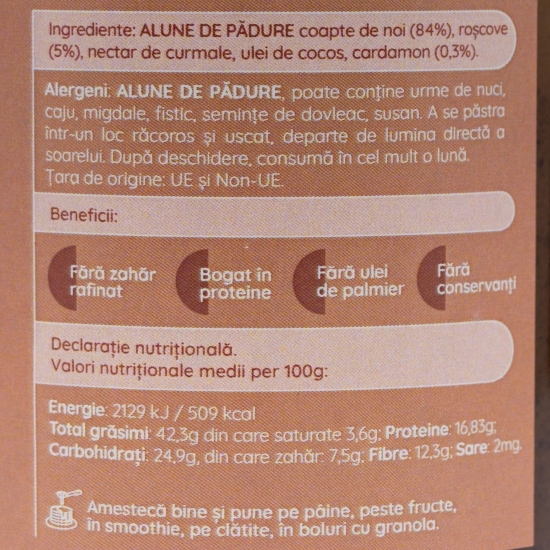 Ingrediente: ALUNE DE PĂDURE coapte de noi (84%), roșcove
(5%), nectar de curmale, ulei de cocos, cardamon (0,3%).
Alergeni: ALUNE DE PĂDURE, poate conține urme de nuci,
caju, migdale, fistic, semințe de dovleac, susan. A se păstra
într-un loc răcoros și uscat, departe de lumina directă a
soarelui. După deschidere, consumă în cel mult o lună.
Țara de origine: UE și Non-UE.
Beneficii:
Fără zahăr
rafinat
Bogat în
proteine
Fără ulei
de palmier
Fără
conservanți
Declarație nutrițională.
Valori nutriționale medii per 100g:
Energie: 2129 kJ / 509 kcal
Total grăsimi: 42,3g din care saturate 3,6g; Proteine: 16,83g;
Carbohidrați: 24,9g, din care zahăr: 7,5g; Fibre: 12,3g; Sare: 2mg.
Amestecă bine și pune pe pâine, peste fructe,
în smoothie, pe clătite, în boluri cu granola.